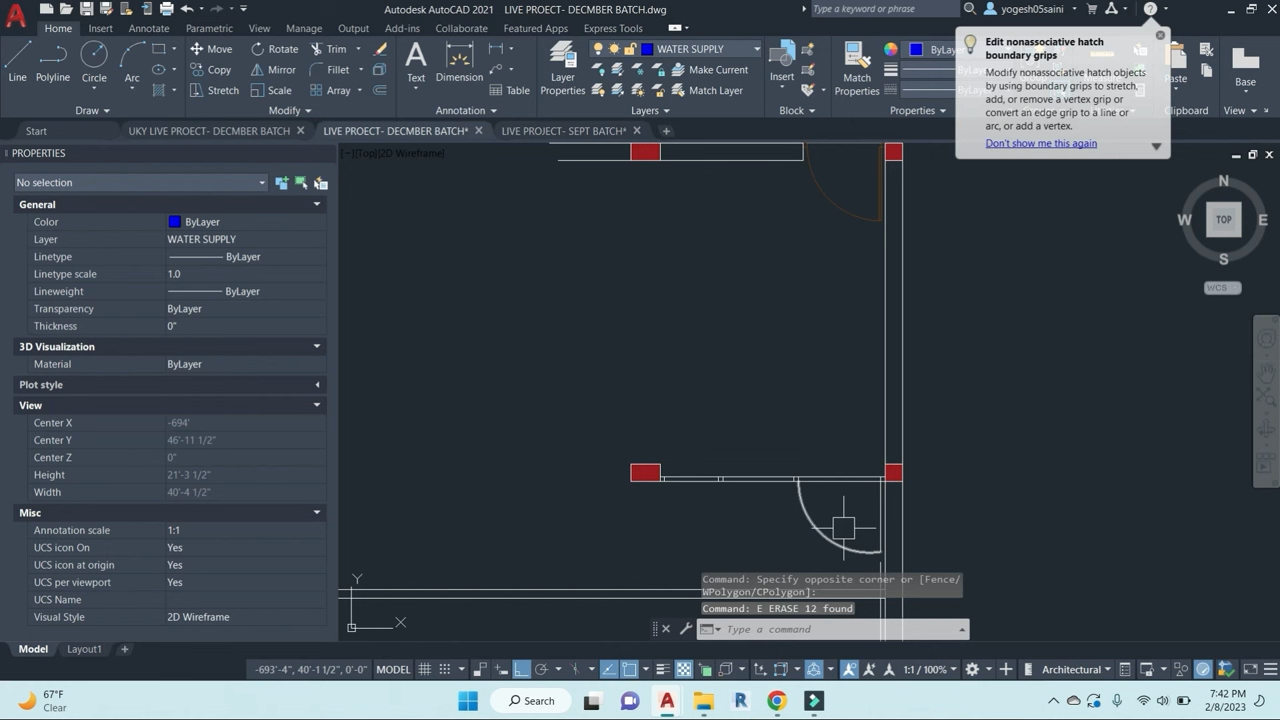 Autodesk AutoCAD 2021 LIVE PROJECT- DECMBER BATCH.dwg
Type a keyword or phrase
yogesh05saini
Home Insert Annotate Parametric View Manage Output Add-ins Collaborate Express Tools Featured Apps
Move Rotate Trim
Copy Mirror Fillet
Stretch Scale Array
Line Polyline Circle Arc
Text Dimension
Table
Layer
Properties
WATER SUPPLY
Make Current
Match Layer
Insert
Match
Properties
ByLayer
Paste
Base
Draw
Annotation
Layers
Block
Properties
Clipboard
View
Edit nonassociative hatch
boundary grips
Modify nonassociative hatch objects
by using boundary grips to stretch,
add, or remove a vertex grip or
convert an edge grip to a line or
arc, or add a vertex.
Don't show me this again
Start
UKY LIVE PROECT- DECMBER BATCH
LIVE PROECT- DECMBER BATCH*
LIVE PROECT- SEPT BATCH*
PROPERTIES
[−][Top][2D Wireframe]
No selection
General
Color ByLayer
Layer WATER SUPPLY
Linetype ByLayer
Linetype scale 1.0
Lineweight ByLayer
Transparency ByLayer
Thickness 0"
3D Visualization
Material ByLayer
Plot style
View
Center X -694'
Center Y 46'-11 1/2"
Center Z 0"
Height 21'-3 1/2"
Width 40'-4 1/2"
Misc
Annotation scale 1:1
UCS icon On Yes
UCS icon at origin Yes
UCS per viewport Yes
UCS Name
Visual Style 2D Wireframe
N
W TOP E
S
WCS
Y
X
Command: Specify opposite corner or [Fence/
WPolygon/CPolygon]:
Command: E ERASE 12 found
Type a command
Model Layout1
-693'-4", 40'-11 1/2", 0'-0" MODEL
1:1 / 100%
Architectural
67°F
Clear
Search
7:42 PM
2/8/2023